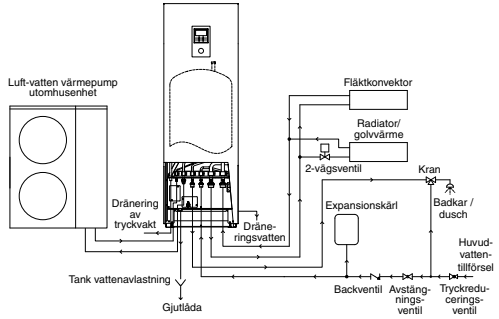 Luft-vatten värmepump
utomhusenhet
Fläktkonvektor
Radiator/
golvvärme
2-vägsventil
Kran
Badkar /
dusch
Expansionskärl
Dränering
av
tryckvakt
Dräne-
ringsvatten
Huvud-
vatten-
tillförsel
Tank vattenavlastning
Backventil
Avstäng-
nings-
ventil
Tryckredu-
cerings-
ventil
Gjutlåda